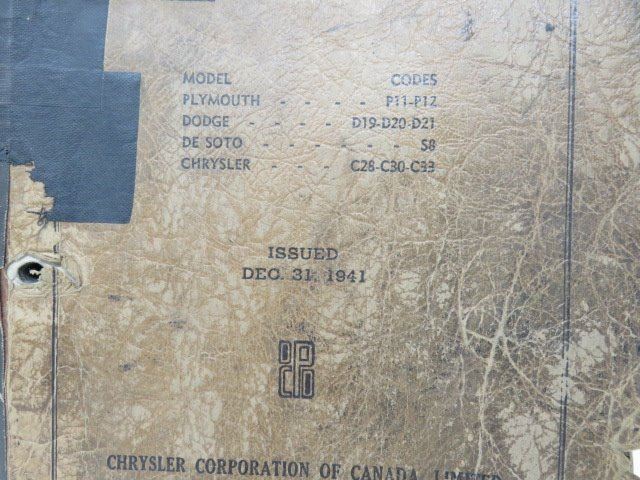 MODEL CODES
PLYMOUTH - - - - P11-P12
DODGE - - - - D19-D20-D21
DE SOTO - - - - - - S8
CHRYSLER - - - C28-C30-C33
ISSUED
DEC. 31, 1941
CHRYSLER CORPORATION OF CANADA, LIMITED